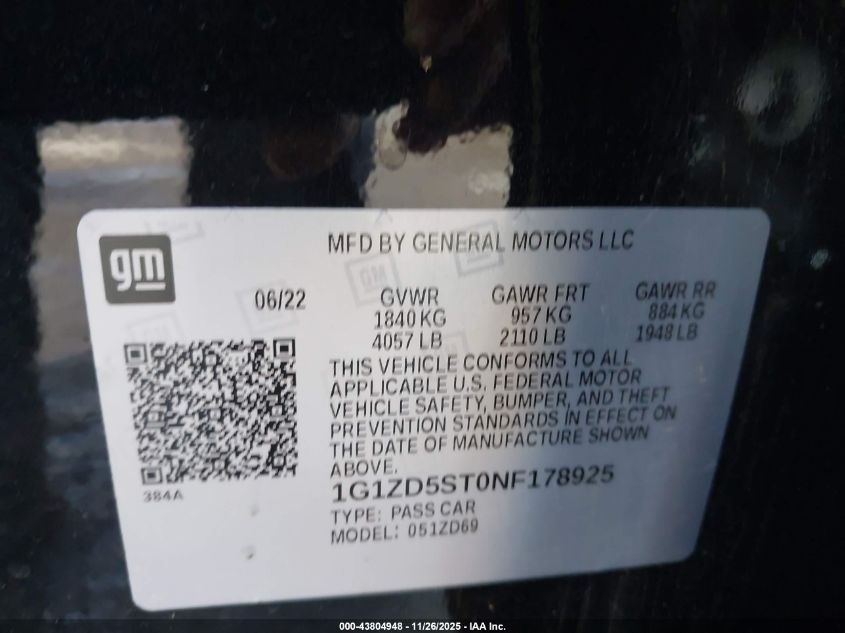 gm
MFD BY GENERAL MOTORS LLC
06/22
GVWR
1840 KG
4057 LB
GAWR FRT
957 KG
2110 LB
GAWR RR
884 KG
1948 LB
THIS VEHICLE CONFORMS TO ALL
APPLICABLE U.S. FEDERAL MOTOR
VEHICLE SAFETY, BUMPER, AND THEFT
PREVENTION STANDARDS IN EFFECT ON
THE DATE OF MANUFACTURE SHOWN
ABOVE.
384A
1G1ZD5ST0NF178925
TYPE: PASS CAR
MODEL: 051ZD69
000-43804948 - 11/26/2025 - IAA Inc.